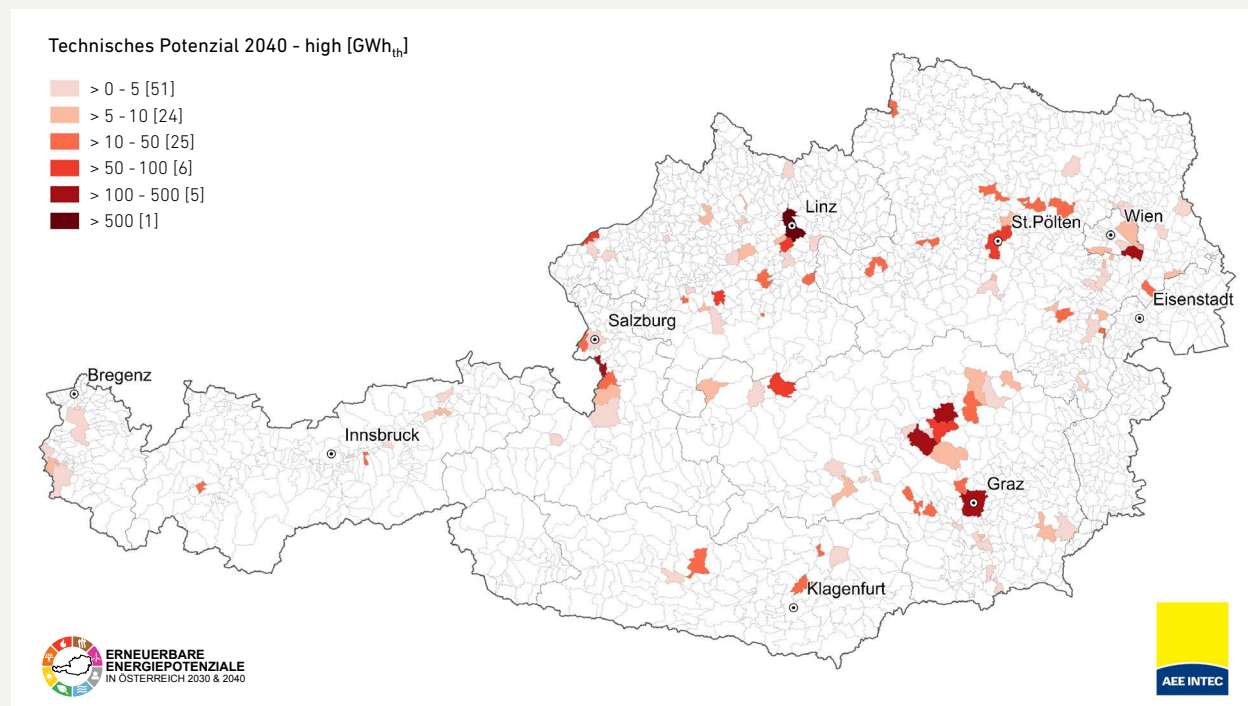 Technisches Potenzial 2040 - high [GWhth]
> 0 - 5 [51]
> 5 - 10 [24]
> 10 - 50 [25]
> 50 - 100 [6]
> 100 - 500 [5]
> 500 [1]
Linz
St.Pölten
Wien
Eisenstadt
Salzburg
Bregenz
Innsbruck
Graz
Klagenfurt
ERNEUERBARE
ENERGIEPOTENZIALE
IN ÖSTERREICH 2030 & 2040
AEE INTEC